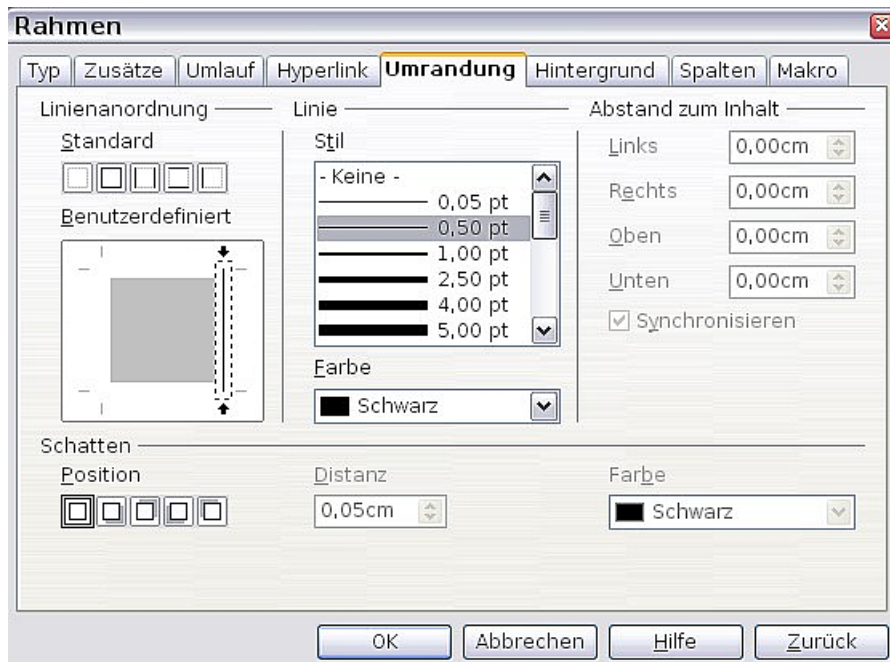 Rahmen
Typ Zusätze Umlauf Hyperlink Umrandung Hintergrund Spalten Makro
Linienanordnung
Standard
Benutzerdefiniert
Linie
Stil
- Keine -
0,05 pt
0,50 pt
1,00 pt
2,50 pt
4,00 pt
5,00 pt
Farbe
Schwarz
Abstand zum Inhalt
Links 0,00cm
Rechts 0,00cm
Oben 0,00cm
Unten 0,00cm
Synchronisieren
Schatten
Position
Distanz
0,05cm
Farbe
Schwarz
OK Abbrechen Hilfe Zurück